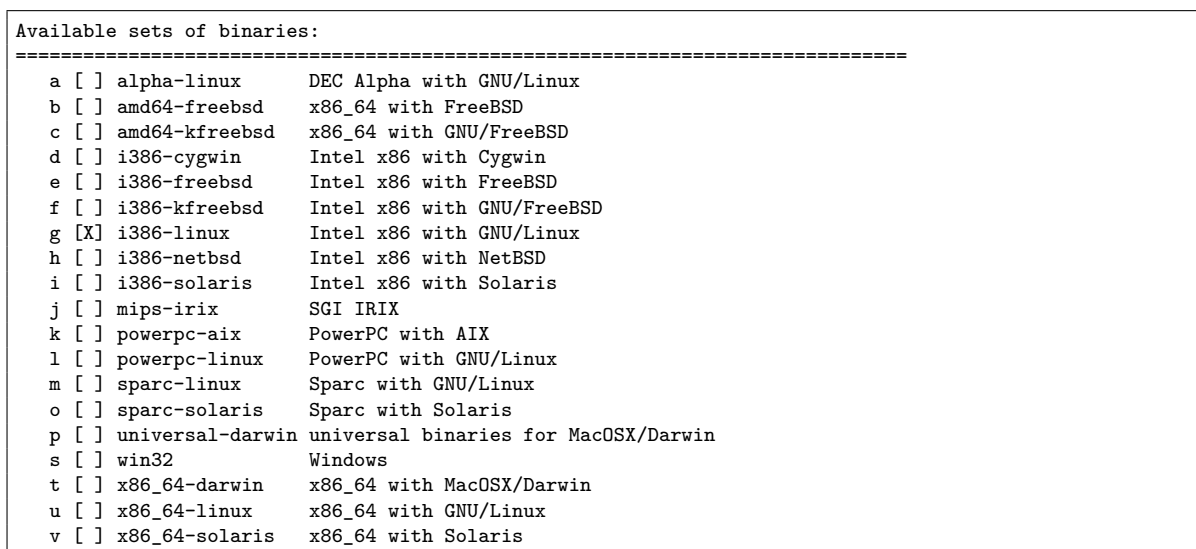 Available sets of binaries:
===============================================================================
   a [ ] alpha-linux      DEC Alpha with GNU/Linux
   b [ ] amd64-freebsd    x86_64 with FreeBSD
   c [ ] amd64-kfreebsd   x86_64 with GNU/FreeBSD
   d [ ] i386-cygwin      Intel x86 with Cygwin
   e [ ] i386-freebsd     Intel x86 with FreeBSD
   f [ ] i386-kfreebsd    Intel x86 with GNU/FreeBSD
   g [X] i386-linux       Intel x86 with GNU/Linux
   h [ ] i386-netbsd      Intel x86 with NetBSD
   i [ ] i386-solaris     Intel x86 with Solaris
   j [ ] mips-irix        SGI IRIX
   k [ ] powerpc-aix      PowerPC with AIX
   l [ ] powerpc-linux    PowerPC with GNU/Linux
   m [ ] sparc-linux      Sparc with GNU/Linux
   o [ ] sparc-solaris    Sparc with Solaris
   p [ ] universal-darwin universal binaries for MacOSX/Darwin
   s [ ] win32            Windows
   t [ ] x86_64-darwin    x86_64 with MacOSX/Darwin
   u [ ] x86_64-linux     x86_64 with GNU/Linux
   v [ ] x86_64-solaris   x86_64 with Solaris